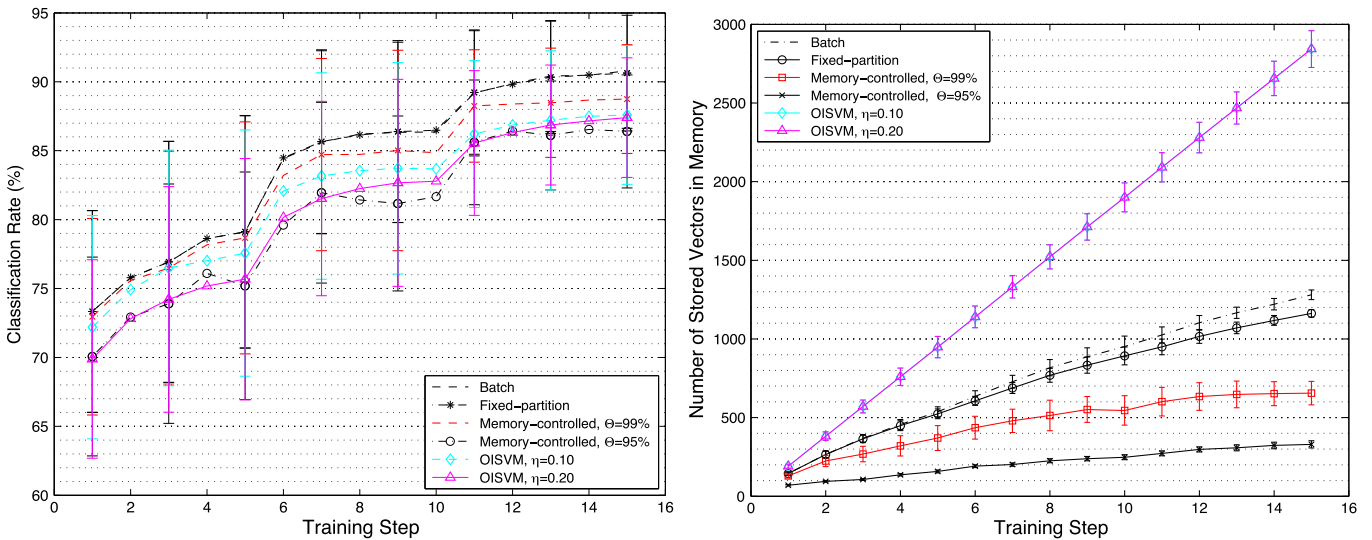 Classification Rate (%)
95
90
85
80
75
70
65
60
0
2
4
6
8
10
12
14
16
Training Step
Batch
Fixed−partition
Memory−controlled, Θ=99%
Memory−controlled, Θ=95%
OISVM, η=0.10
OISVM, η=0.20
Number of Stored Vectors in Memory
3000
2500
2000
1500
1000
500
0
0
2
4
6
8
10
12
14
16
Training Step
Batch
Fixed−partition
Memory−controlled, Θ=99%
Memory−controlled, Θ=95%
OISVM, η=0.10
OISVM, η=0.20